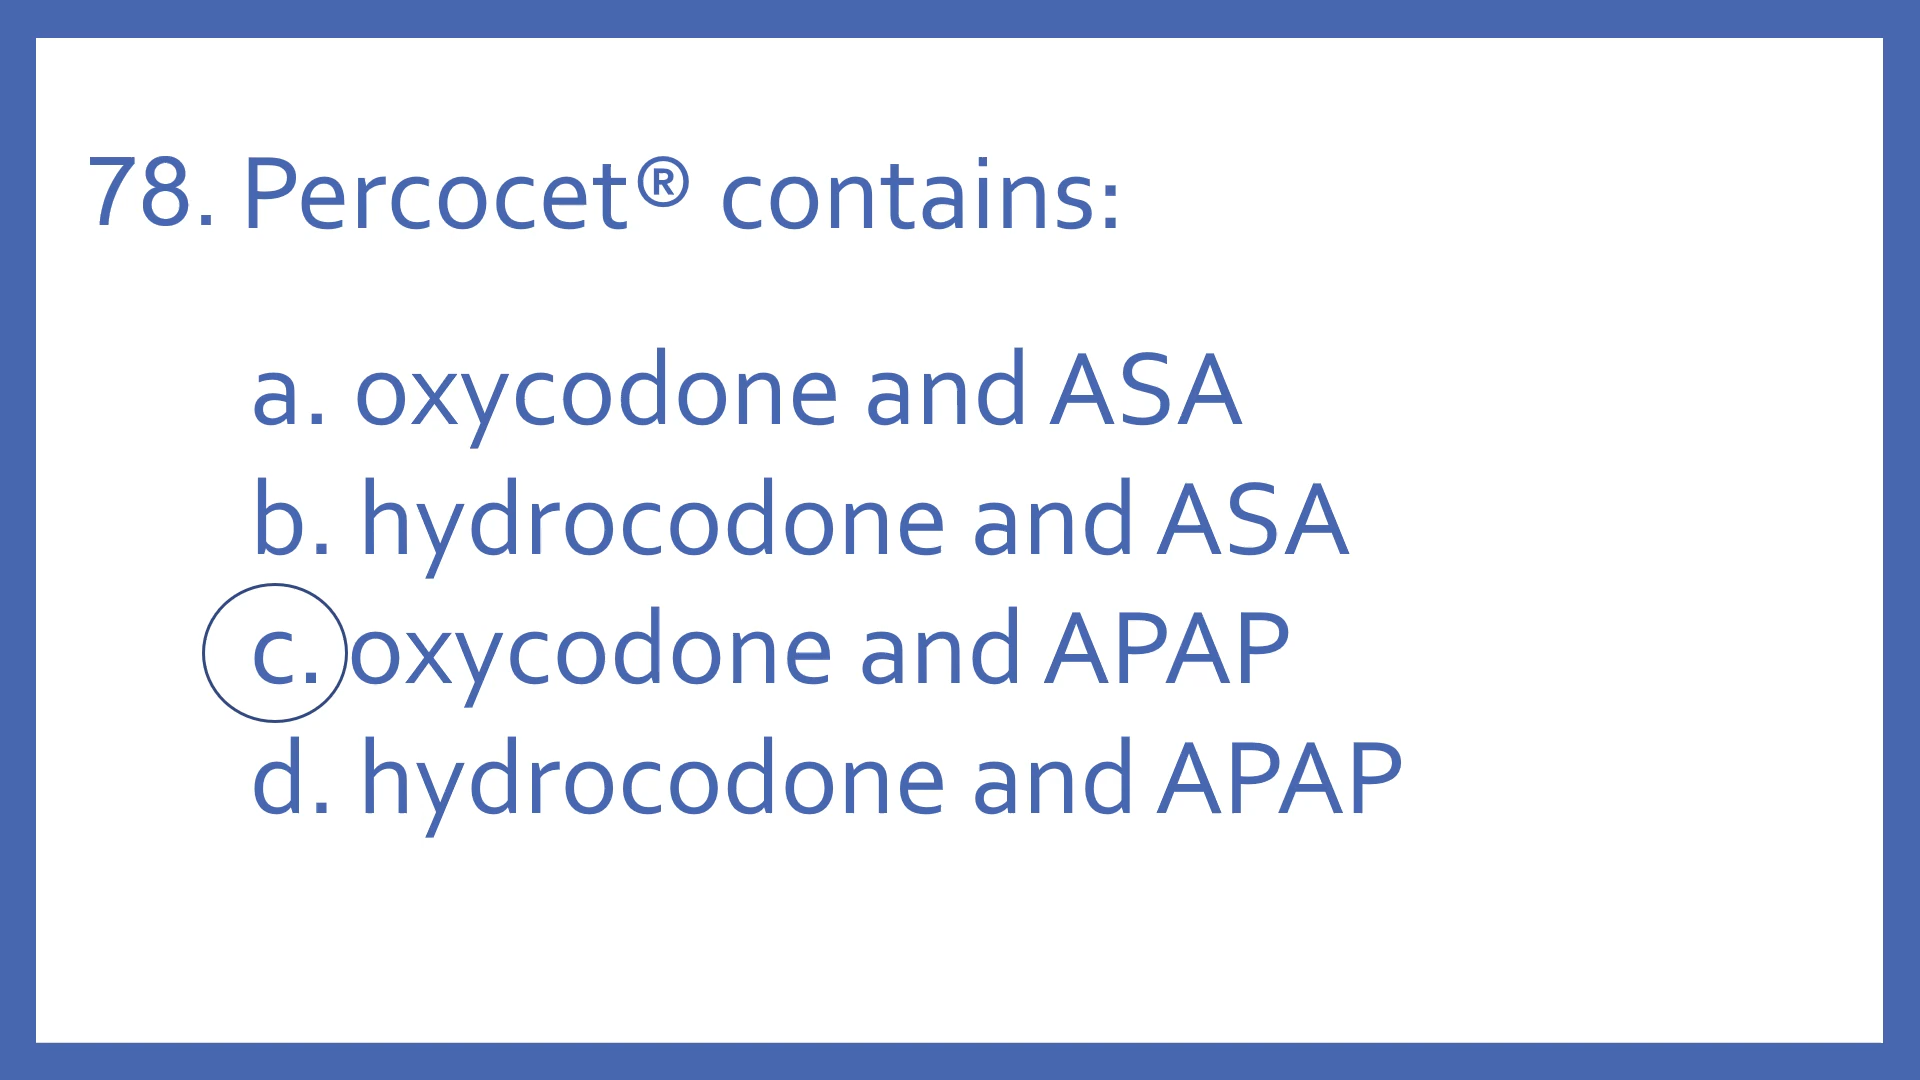 78. Percocet® contains:
a. oxycodone and ASA
b. hydrocodone and ASA
c. oxycodone and APAP
d. hydrocodone and APAP